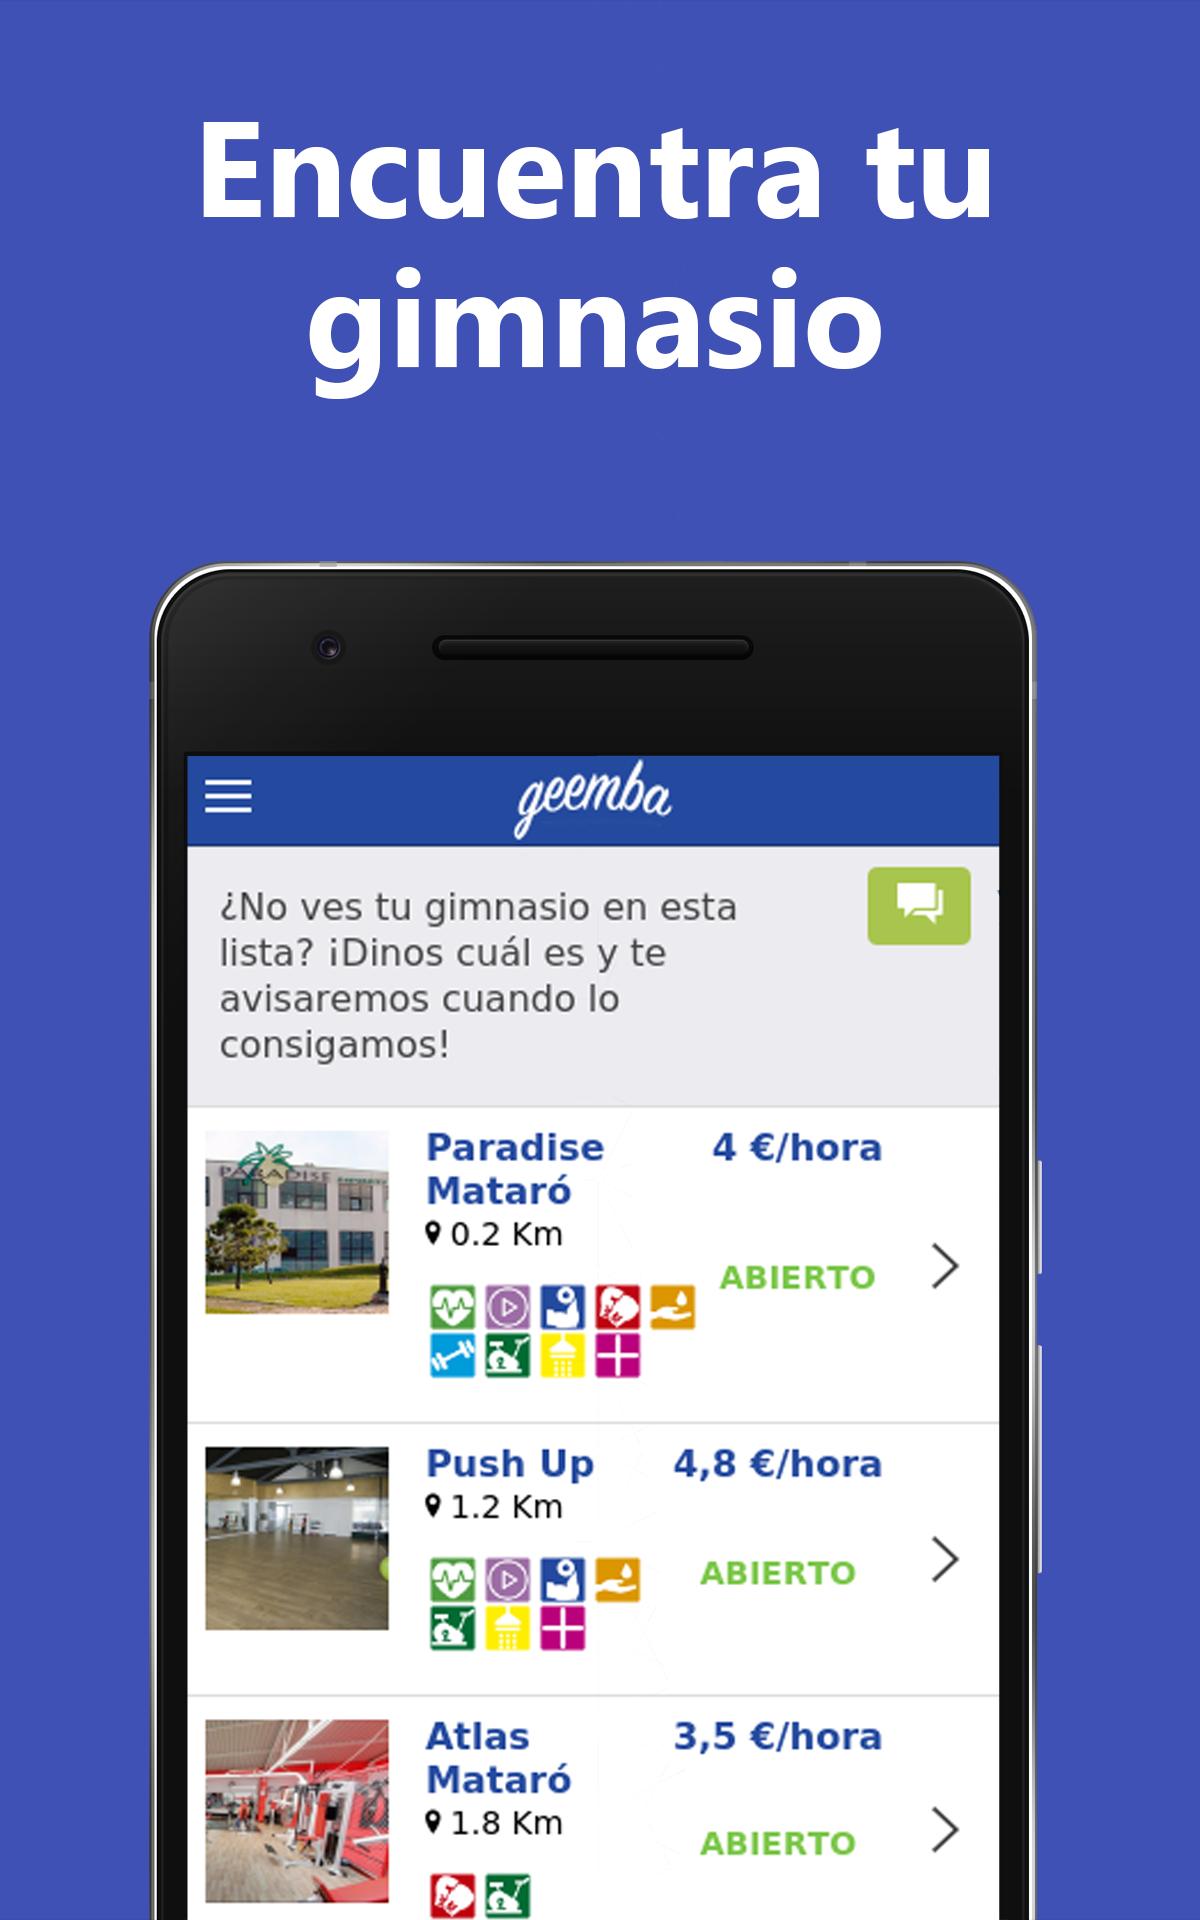 Encuentra tu
gimnasio
geemba
¿No ves tu gimnasio en esta
lista? ¡Dinos cuál es y te
avisaremos cuando lo
consigamos!
PARADISE
Paradise
Mataró
4 €/hora
0.2 Km
ABIERTO
Push Up
4,8 €/hora
1.2 Km
ABIERTO
Atlas
Mataró
3,5 €/hora
1.8 Km
ABIERTO